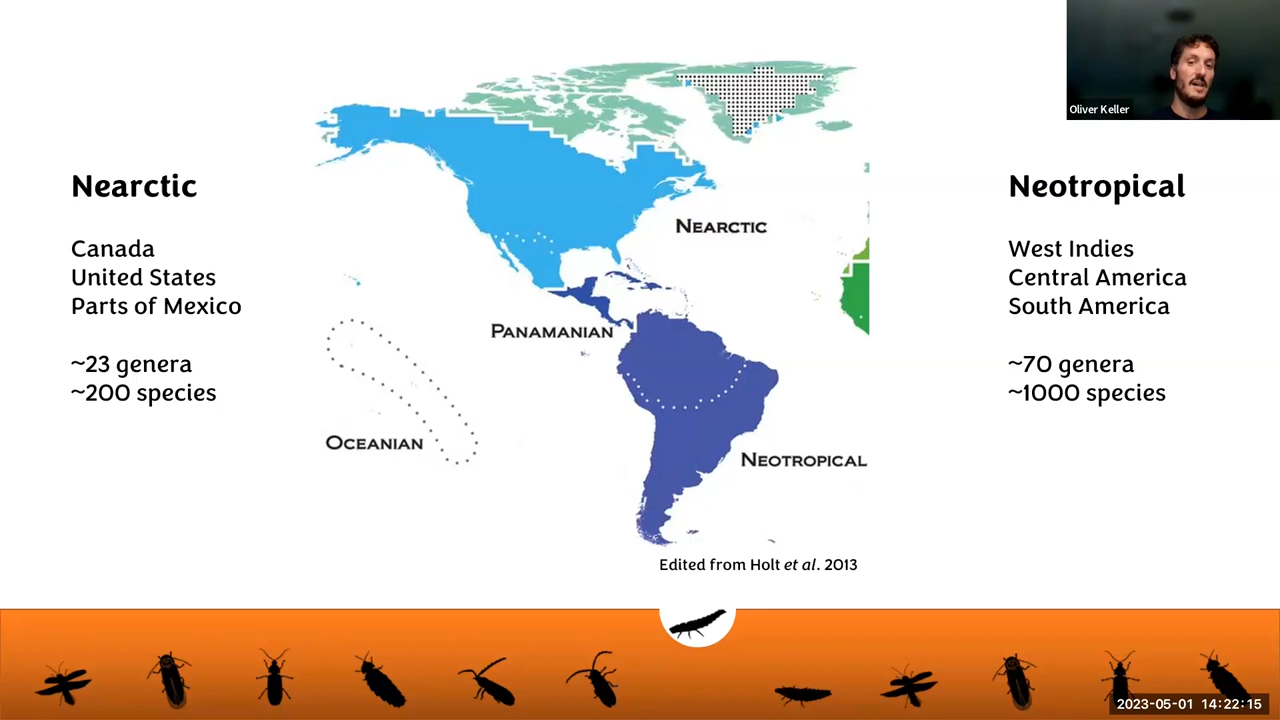 Oliver Keller
Nearctic
Canada
United States
Parts of Mexico
~23 genera
~200 species
NEARCTIC
PANAMANIAN
OCEANIAN
NEOTROPICAL
Edited from Holt et al. 2013
Neotropical
West Indies
Central America
South America
~70 genera
~1000 species
2023-05-01 14:22:15